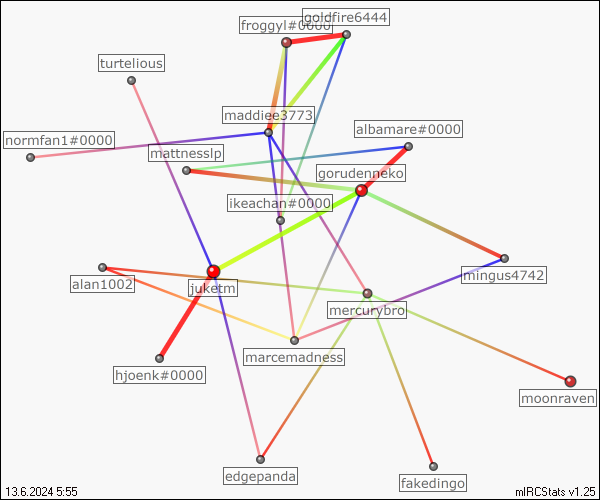 goldfire6444
froggyl#0000
turtelious
maddiee3773
albamare#0000
normfan1#0000
mattnesslp
gorudenneko
ikeachan#0000
mingus4742
alan1002
juketm
mercurybro
marcemadness
hjoenk#0000
moonraven
edgepanda
fakedingo
13.6.2024 5:55
mIRCStats v1.25